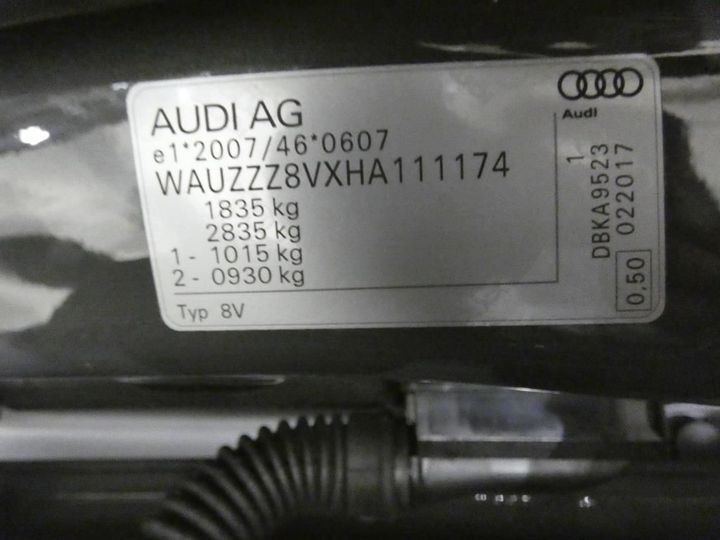 AUDI AG
e1*2007/46*0607
WAUZZZ8VXHA111174
1835 kg
2835 kg
1 - 1015 kg
2 - 0930 kg
Typ 8V
Audi
1
DBKA9523
022017
0,50